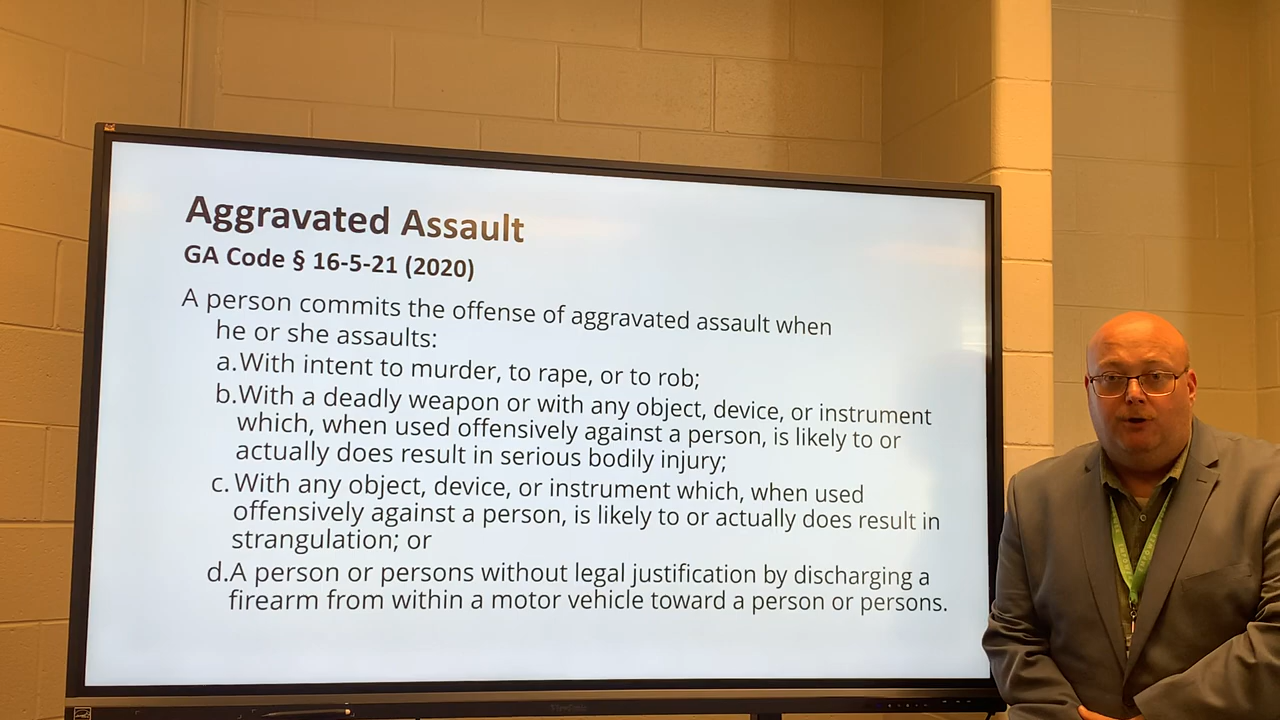 Aggravated Assault
GA Code § 16-5-21 (2020)
A person commits the offense of aggravated assault when
he or she assaults:
a.With intent to murder, to rape, or to rob;
b.With a deadly weapon or with any object, device, or instrument
which, when used offensively against a person, is likely to or
actually does result in serious bodily injury;
c. With any object, device, or instrument which, when used
offensively against a person, is likely to or actually does result in
strangulation; or
d.A person or persons without legal justification by discharging a
firearm from within a motor vehicle toward a person or persons.